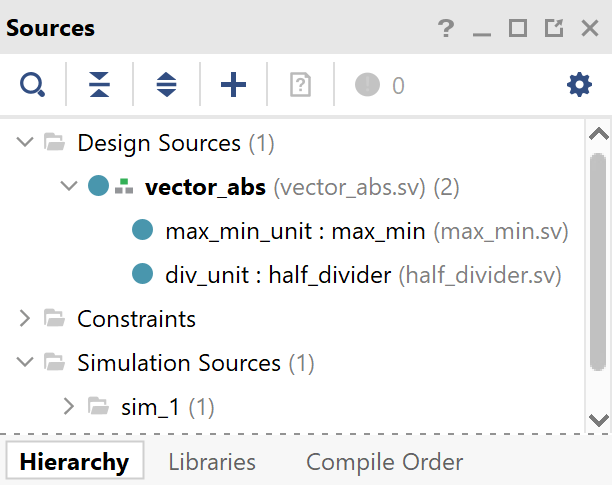 Sources
? _
0
Design Sources (1)
vector_abs (vector_abs.sv) (2)
max_min_unit : max_min (max_min.sv)
div_unit : half_divider (half_divider.sv)
Constraints
Simulation Sources (1)
sim_1 (1)
Hierarchy Libraries Compile Order